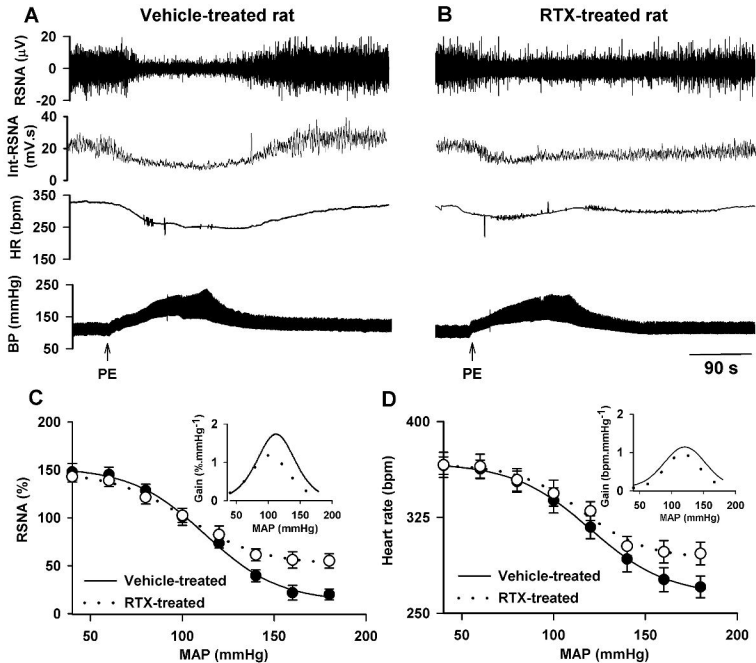 A Vehicle-treated rat
B RTX-treated rat
RSNA (µV)
20
0
-20
Int-RSNA (mV.s)
40
20
0
HR (bpm)
350
250
150
BP (mmHg)
250
150
50
PE
PE
90 s
C
RSNA (%)
200
150
100
50
0
50 100 150 200
MAP (mmHg)
Vehicle-treated
RTX-treated
Gain (%.mmHg-1)
2
1
0
50 100 150 200
MAP (mmHg)
D
Heart rate (bpm)
400
325
250
50 100 150 200
MAP (mmHg)
Vehicle-treated
RTX-treated
Gain (bpm.mmHg-1)
2
1
0
50 100 150 200
MAP (mmHg)